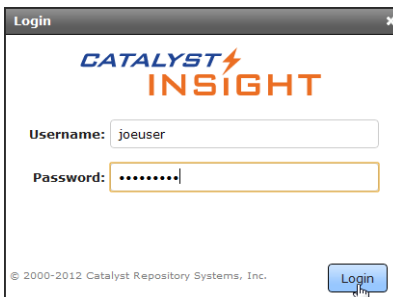 Login
CATALYST
INSIGHT
Username: joeuser
Password: •••••••••
© 2000-2012 Catalyst Repository Systems, Inc.
Login